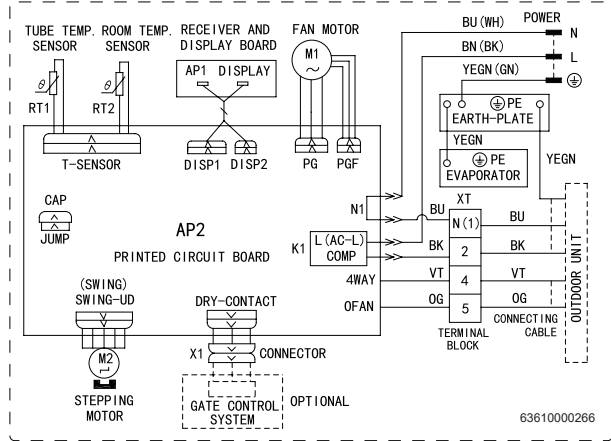 TUBE TEMP. SENSOR
ROOM TEMP. SENSOR
RECEIVER AND DISPLAY BOARD
FAN MOTOR
POWER
BU(WH)
N
BN(BK)
L
YEGN(GN)
θ
RT1
θ
RT2
AP1 DISPLAY
M1
~
PE
EARTH-PLATE
YEGN
YEGN
PE
EVAPORATOR
T-SENSOR
DISP1
DISP2
PG
PGF
CAP
JUMP
AP2
PRINTED CIRCUIT BOARD
N1
K1
L(AC-L)
COMP
4WAY
OFAN
BU
BK
VT
OG
XT
N(1)
2
4
5
TERMINAL BLOCK
BU
BK
VT
OG
CONNECTING CABLE
OUTDOOR UNIT
(SWING)
SWING-UD
M2
STEPPING MOTOR
DRY-CONTACT
X1
CONNECTOR
GATE CONTROL SYSTEM
OPTIONAL
63610000266